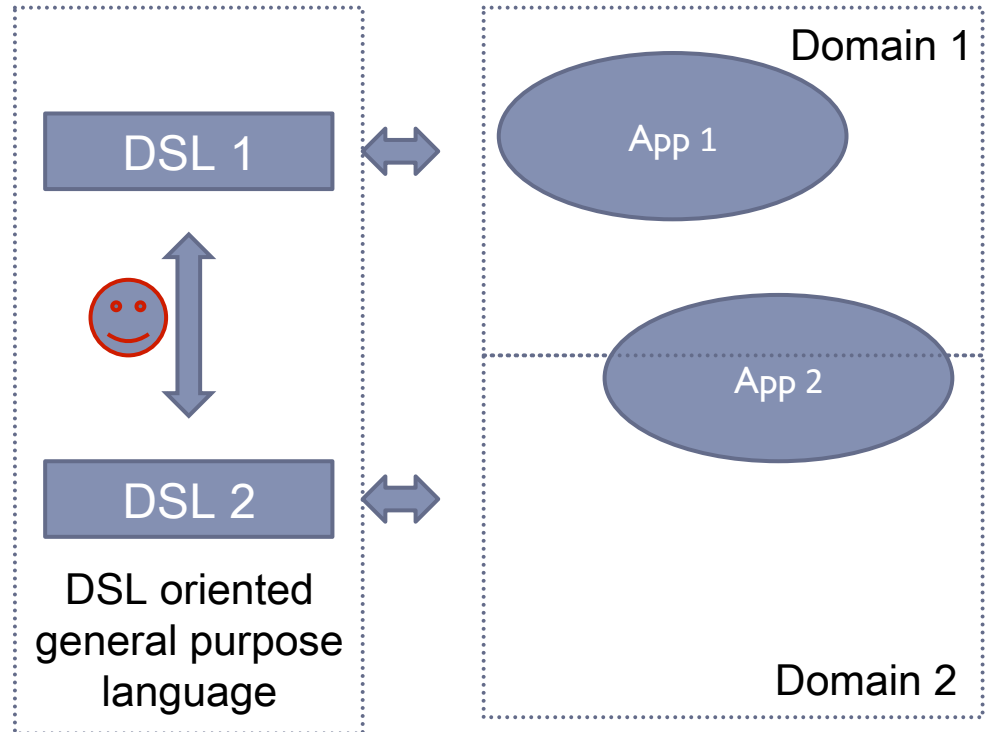 Domain 1
DSL 1
App 1
App 2
DSL 2
DSL oriented
general purpose
language
Domain 2